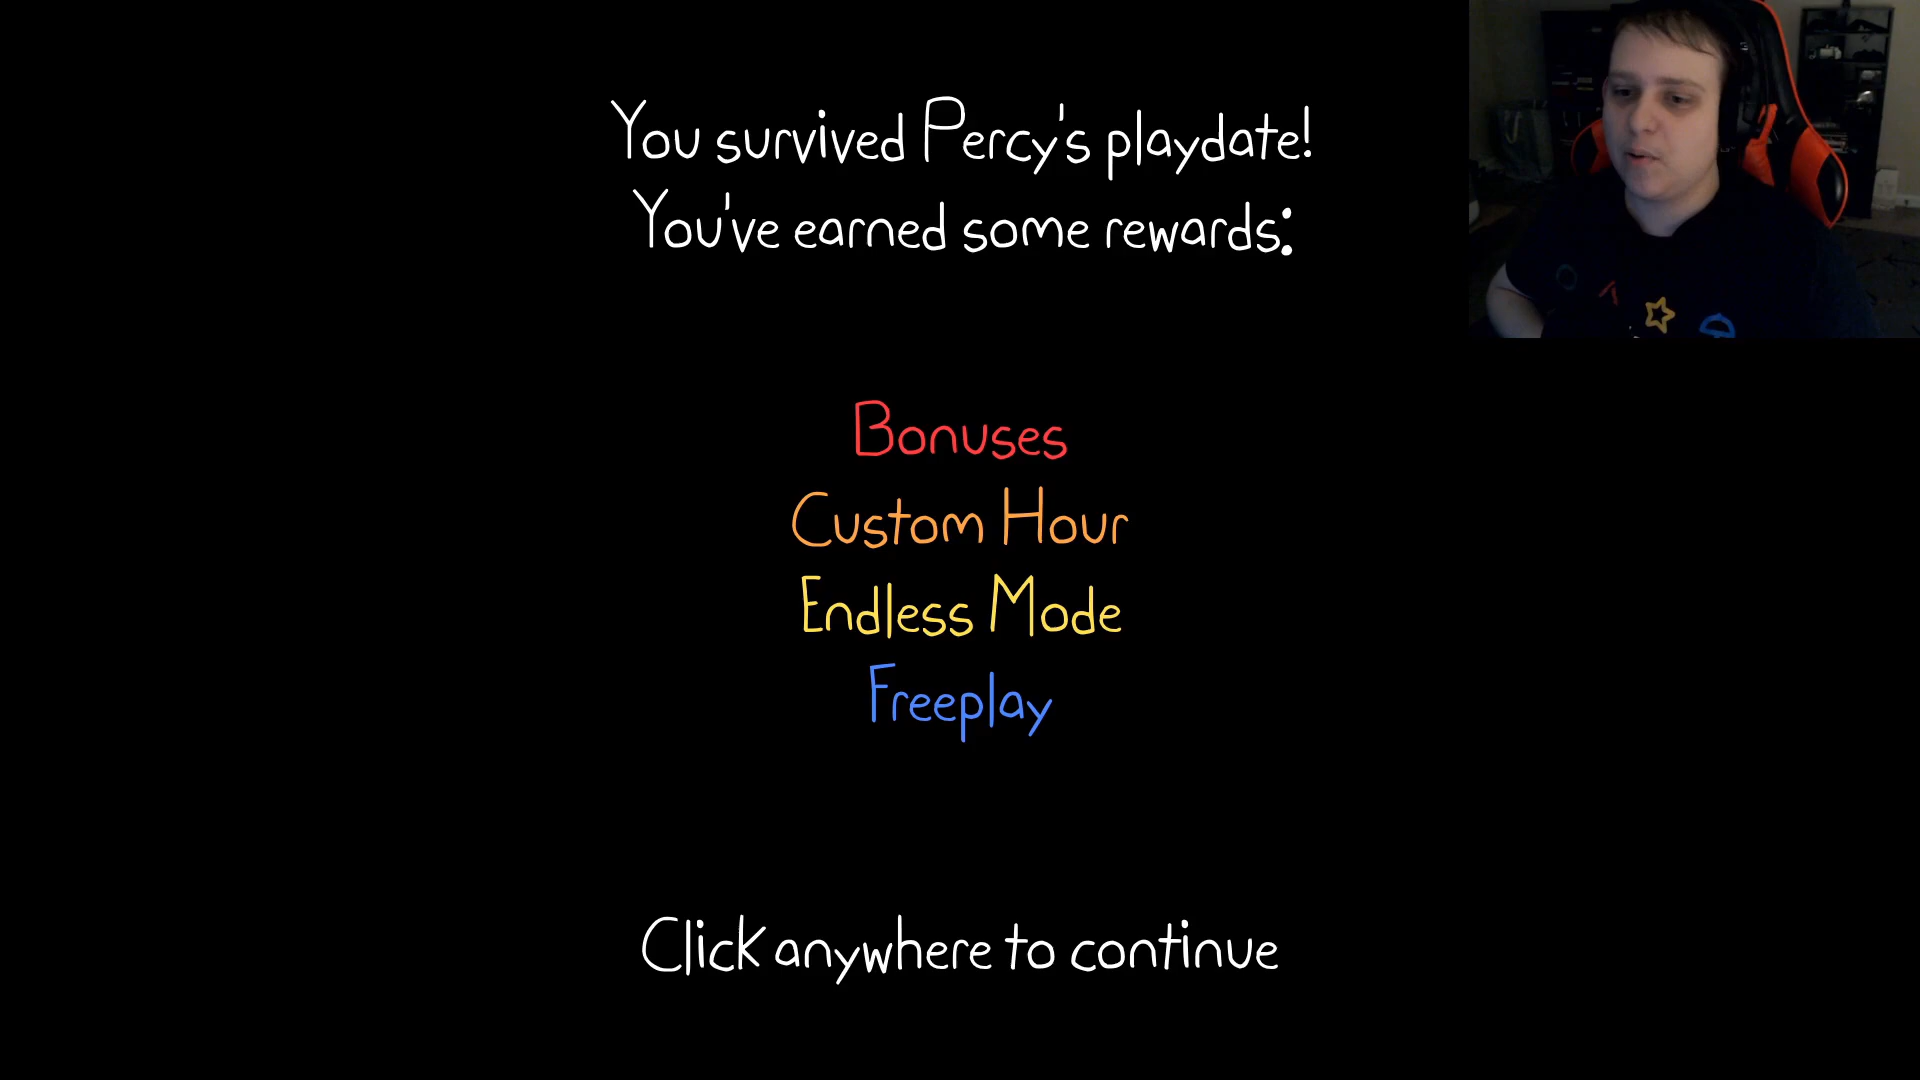 You survived Percy's playdate!
You've earned some rewards:
Bonuses
Custom Hour
Endless Mode
Freeplay
Click anywhere to continue